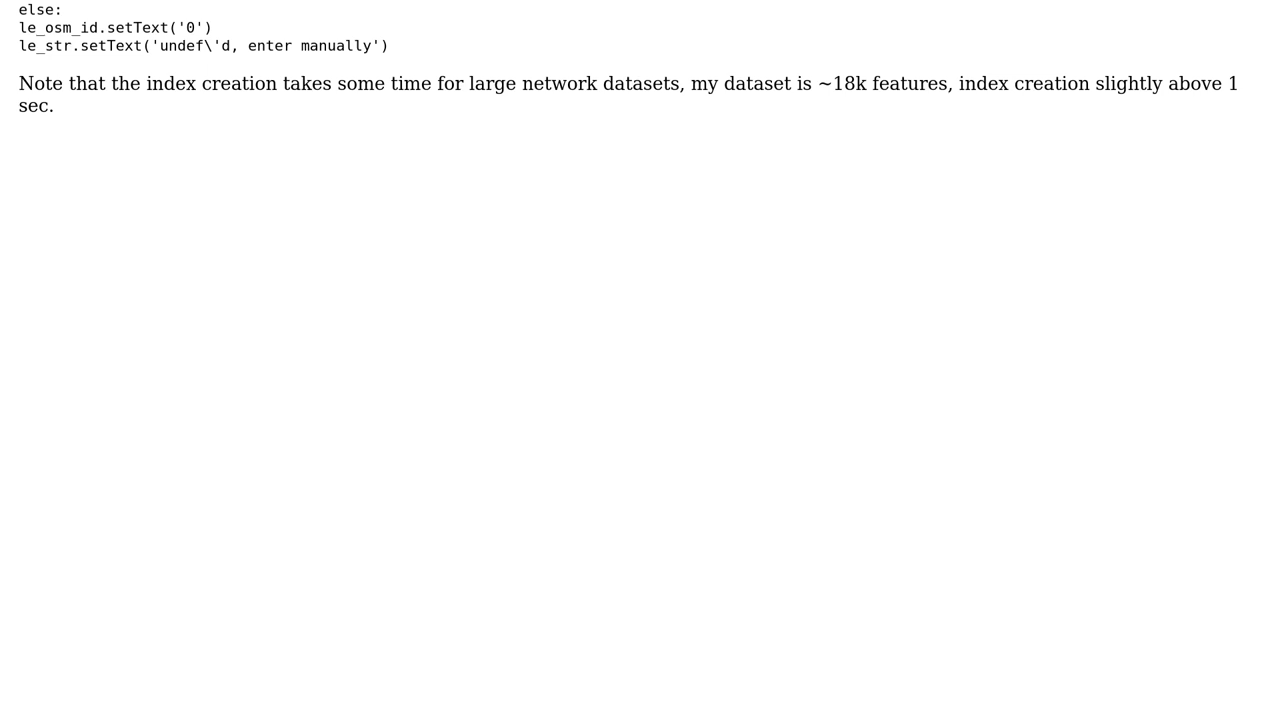 else:
le_osm_id.setText('0')
le_str.setText('undef\'d, enter manually')
Note that the index creation takes some time for large network datasets, my dataset is ~18k features, index creation slightly above 1
sec.